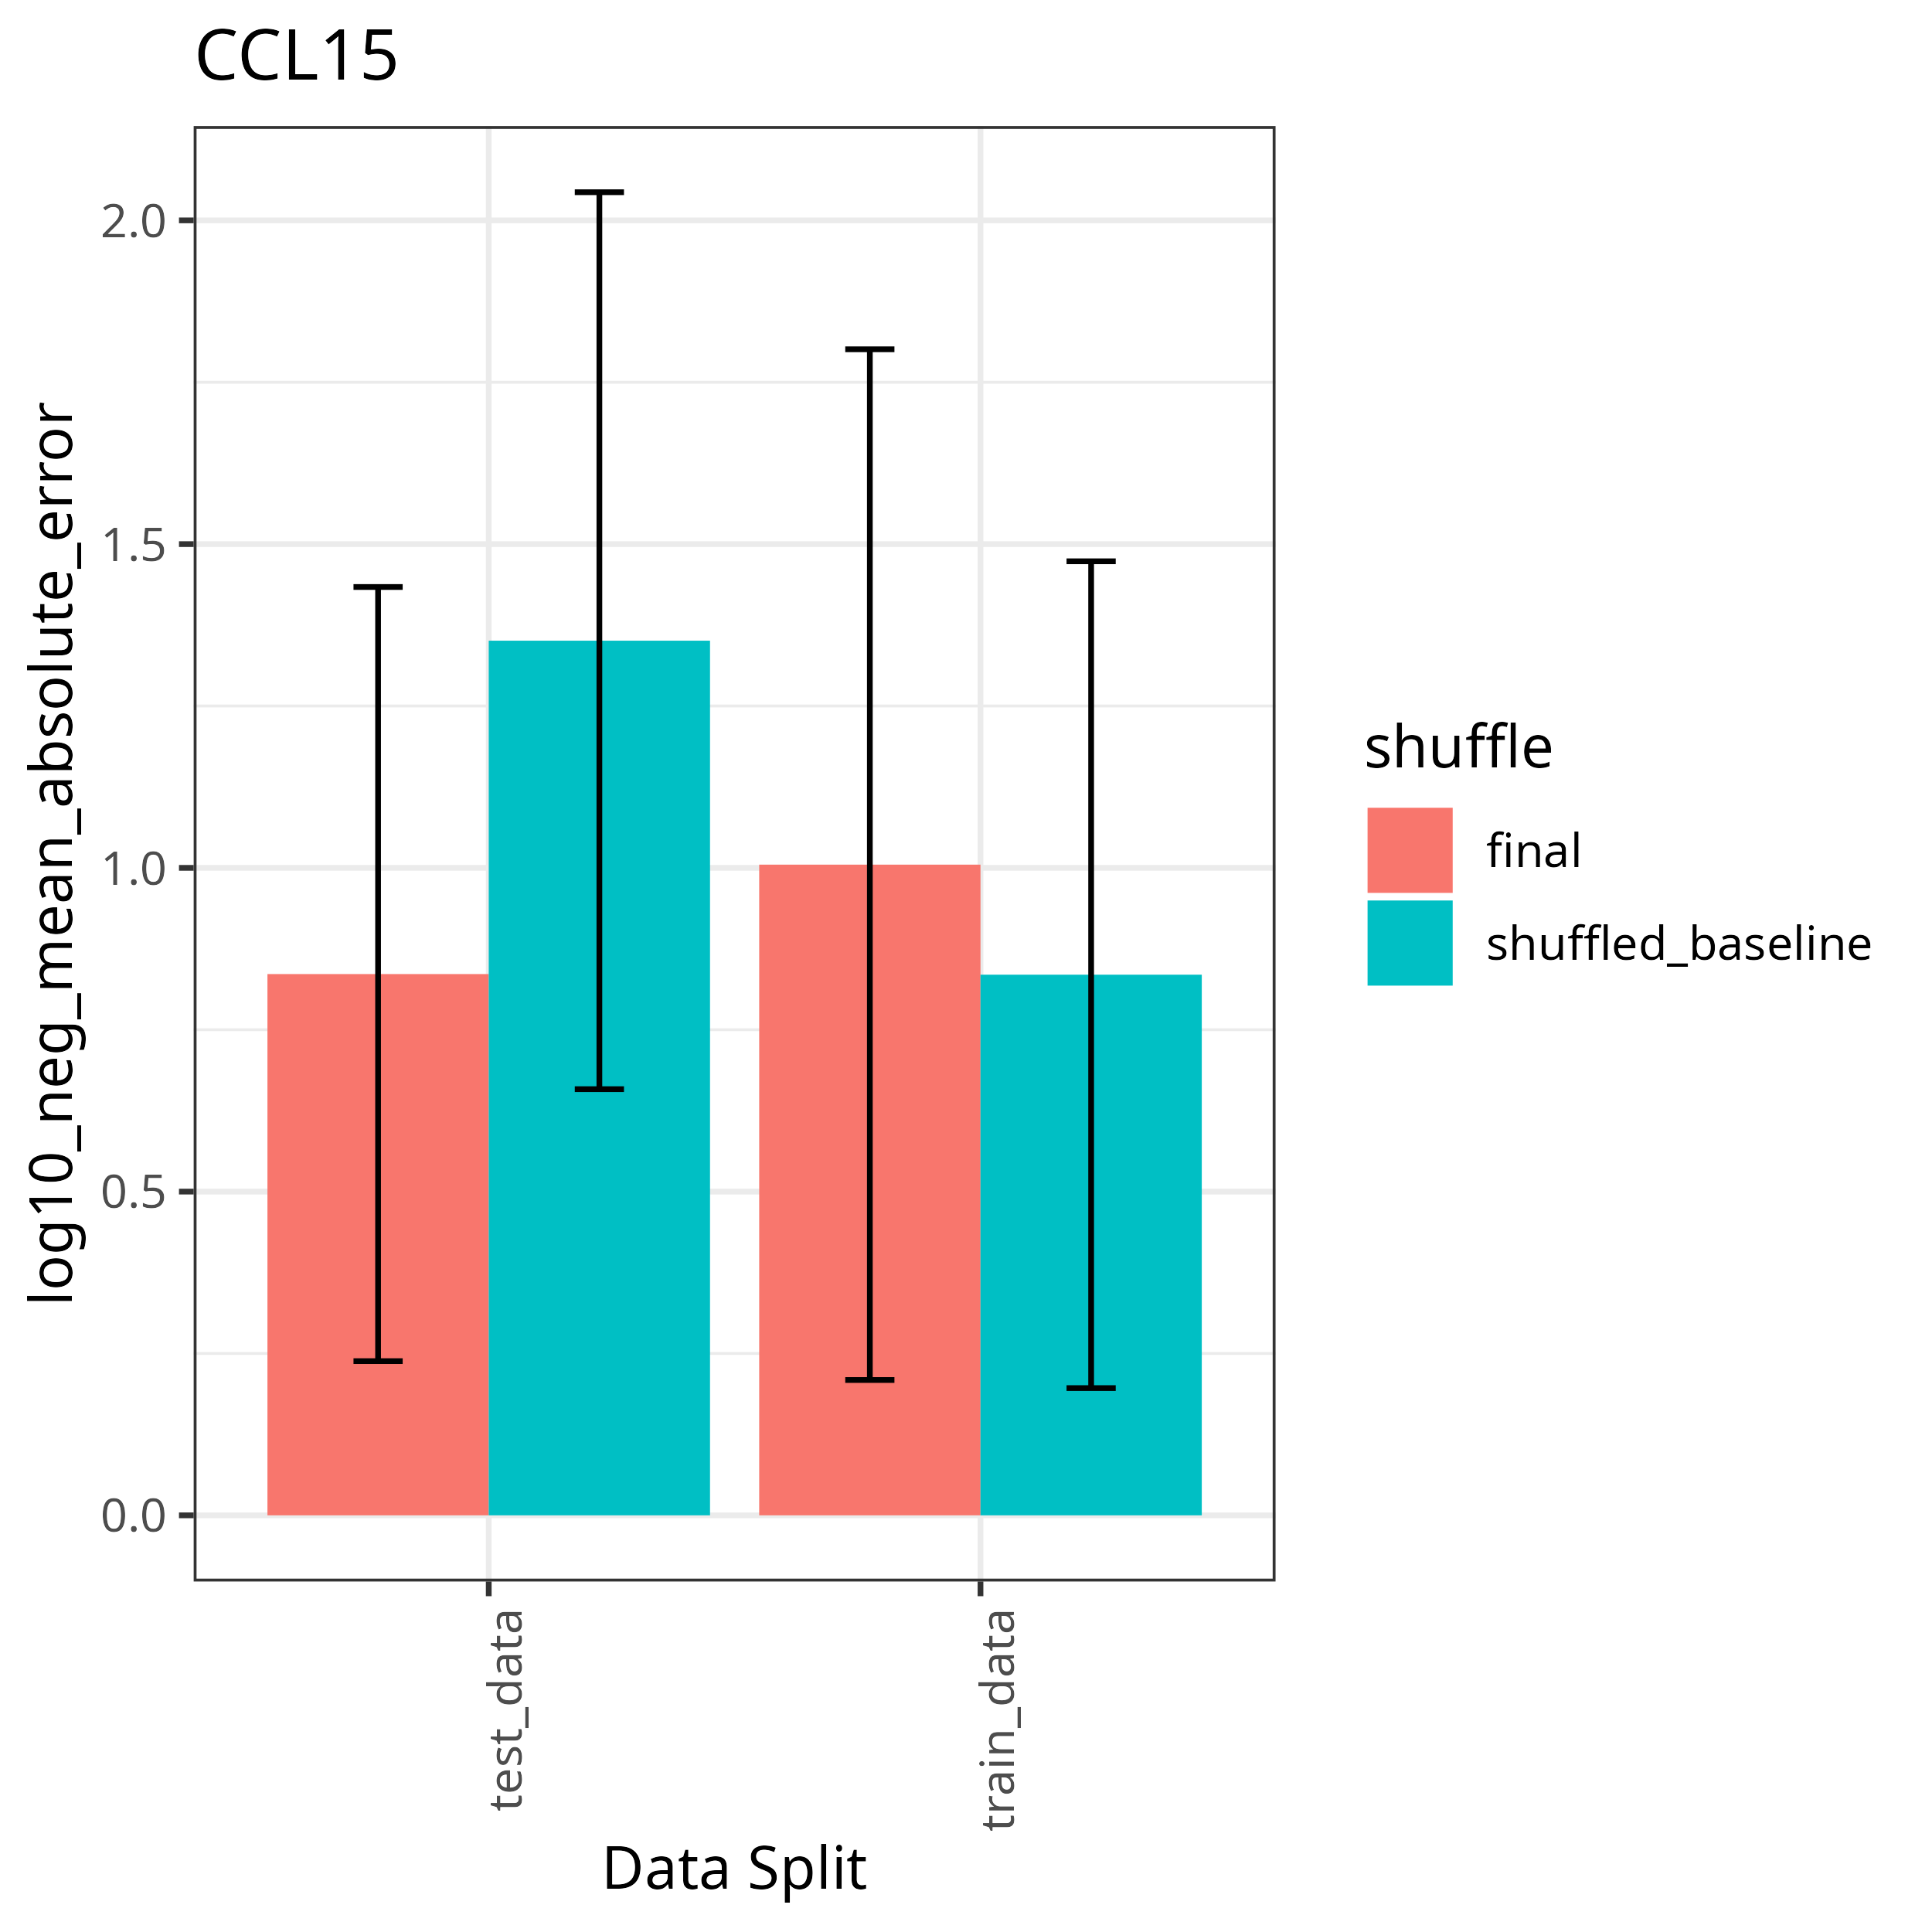 CCL15
log10_neg_mean_absolute_error
2.0
1.5
1.0
0.5
0.0
test_data
train_data
Data Split
shuffle
final
shuffled_baseline